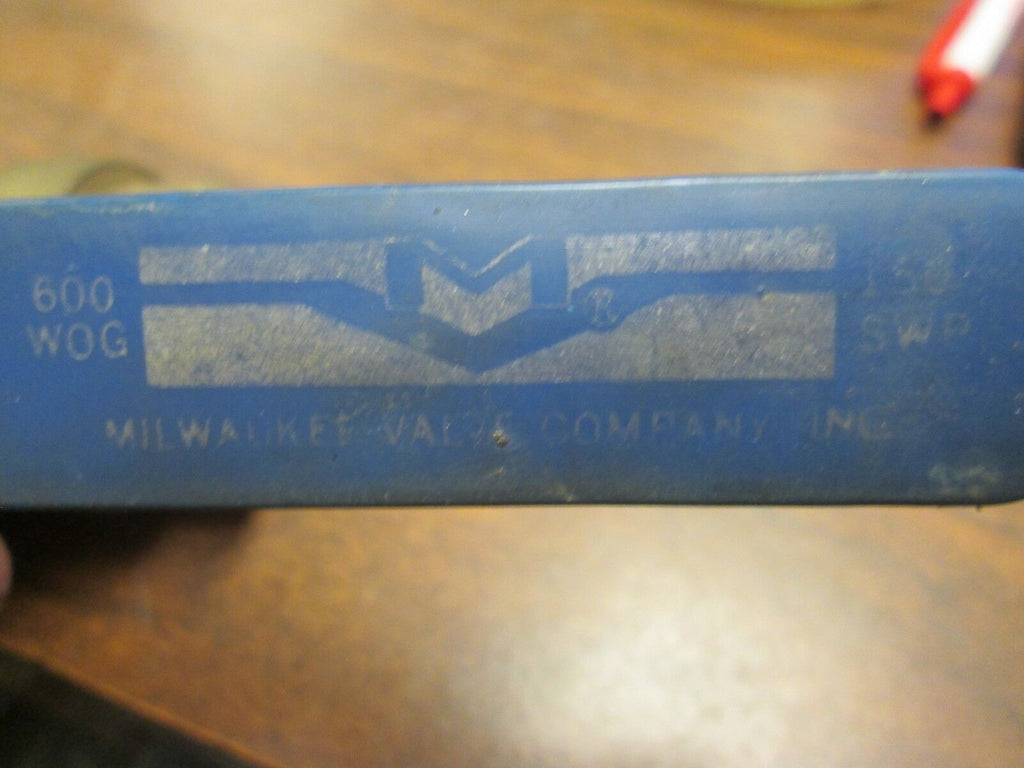 600
WOG
M
®
150
SWP
MILWAUKEE VALVE COMPANY INC